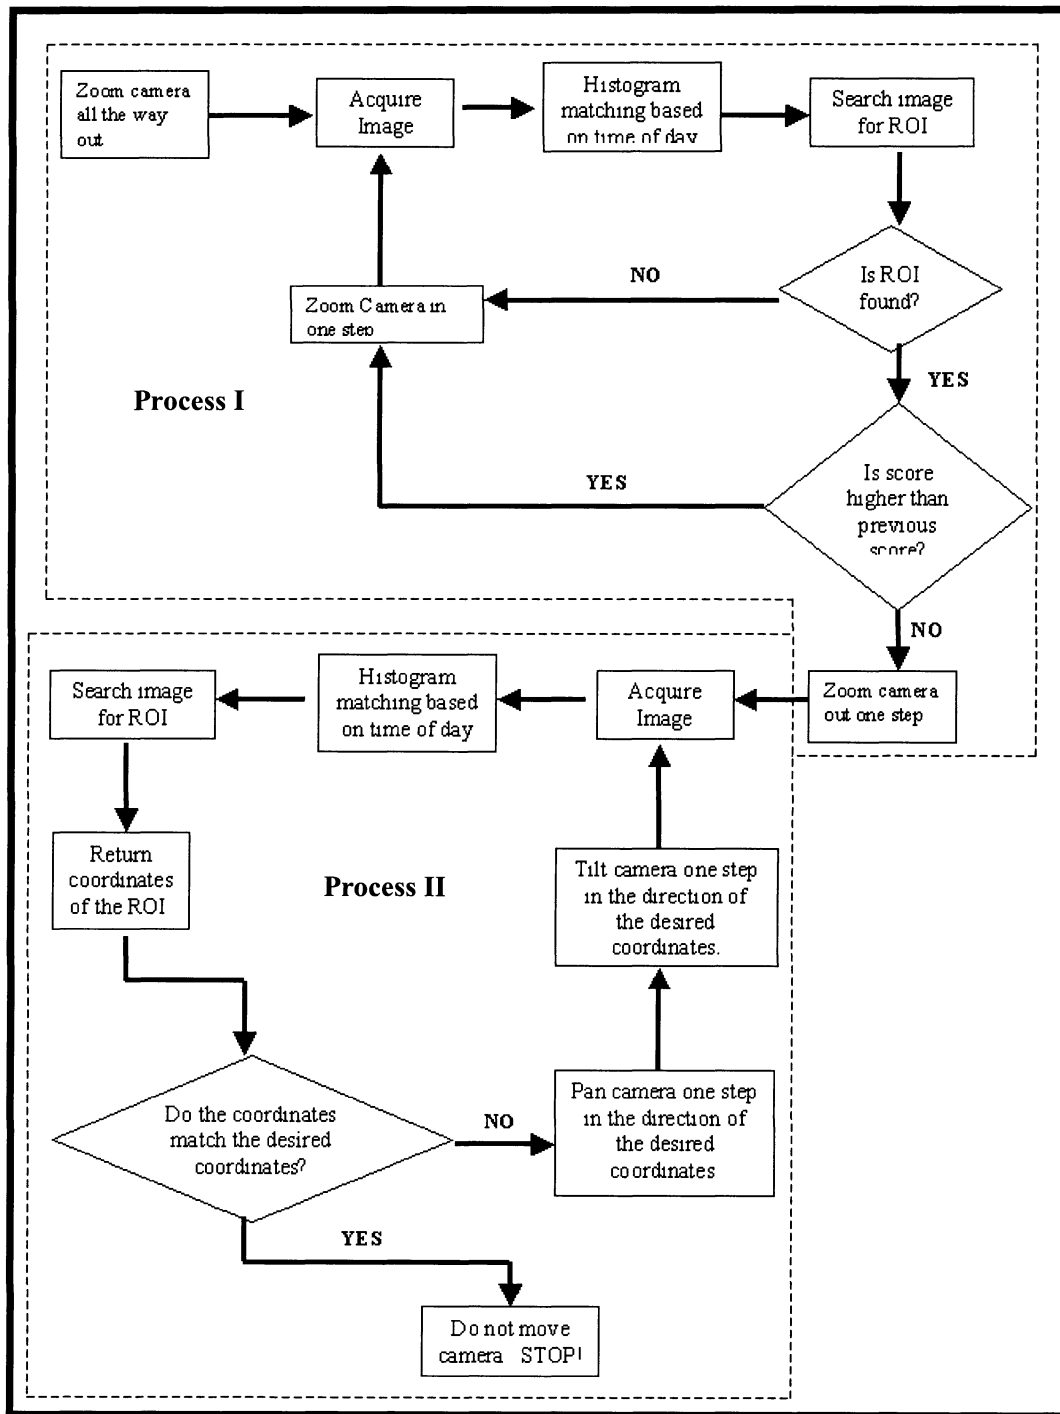 Zoom camera
all the way
out
Acquire
Image
Histogram
matching based
on time of day
Search image
for ROI
Is ROI
found?
NO
Zoom Camera in
one step
YES
Process I
Is score
higher than
previous
score?
YES
NO
Zoom camera
out one step
Acquire
Image
Histogram
matching based
on time of day
Search image
for ROI
Return
coordinates
of the ROI
Process II
Tilt camera one step
in the direction of
the desired
coordinates.
Do the coordinates
match the desired
coordinates?
NO
Pan camera one step
in the direction of
the desired
coordinates
YES
Do not move
camera STOP!